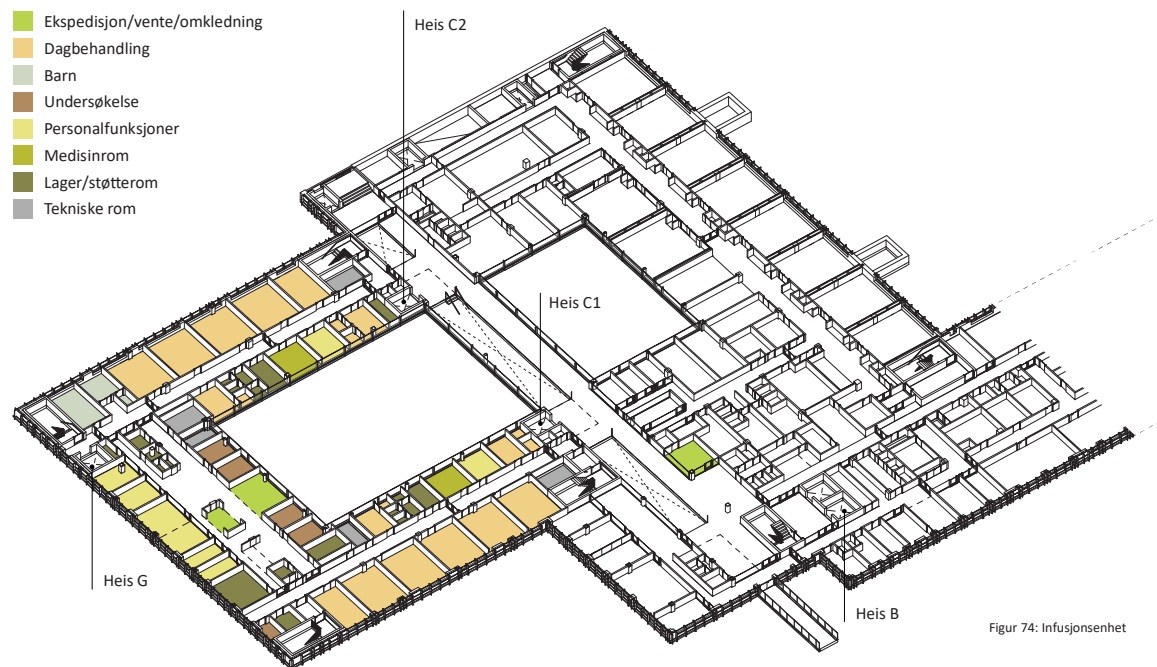 Ekspedisjon/vente/omkledning
Dagbehandling
Barn
Undersøkelse
Personalfunksjoner
Medisinrom
Lager/støtterom
Tekniske rom
Heis C2
Heis C1
Heis G
Heis B
Figur 74: Infusjonsenhet